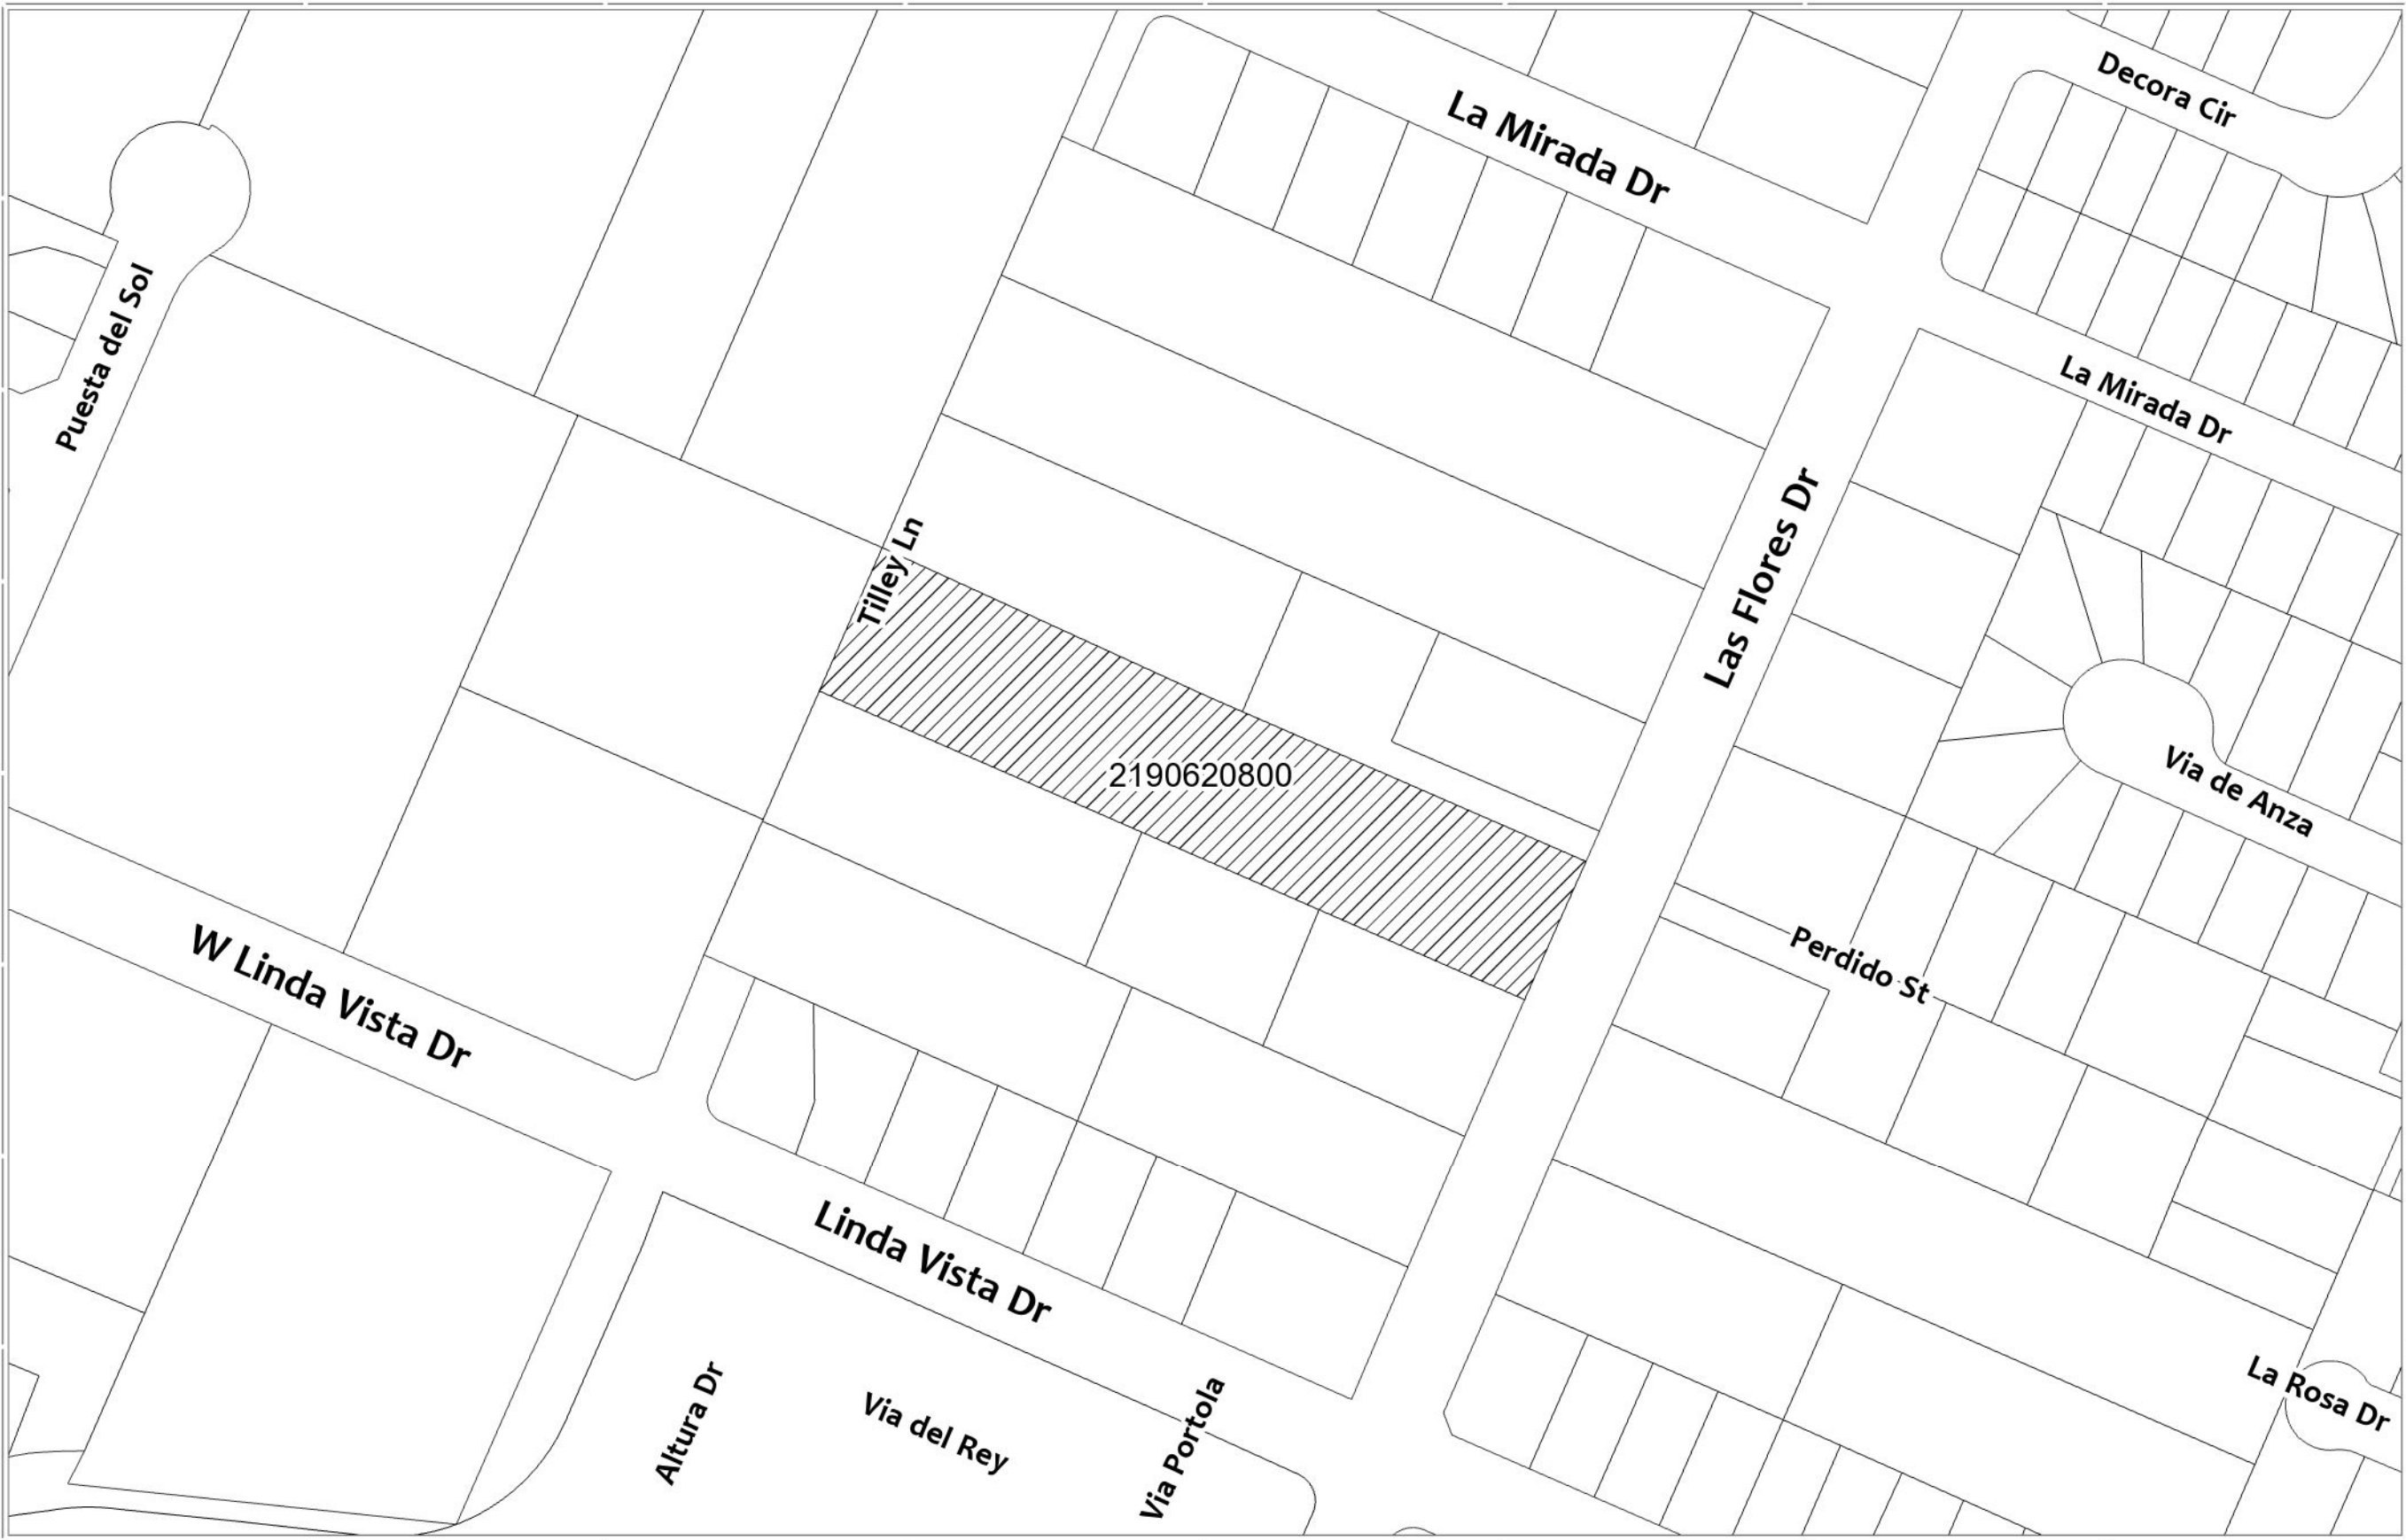 Decora Cir
La Mirada Dr
Puesta del Sol
La Mirada Dr
Las Flores Dr
Tilley Ln
2190620800
Via de Anza
Perdido St
W Linda Vista Dr
Linda Vista Dr
La Rosa Dr
Altura Dr
Via del Rey
Via Portola